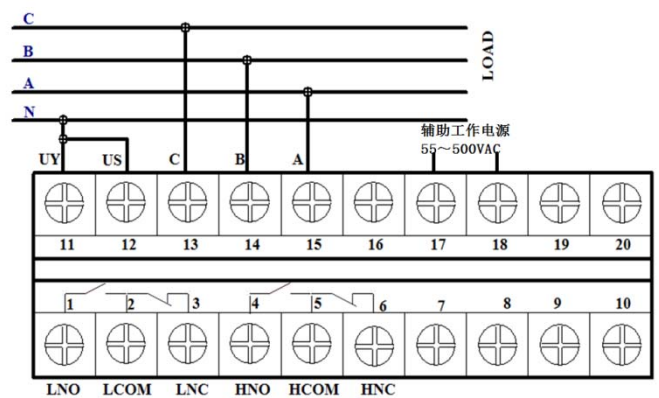 C
B
A
N
LOAD
辅助工作电源
55～500VAC
UY US C B A
11 12 13 14 15 16 17 18 19 20
1 2 3 4 5 6 7 8 9 10
LNO LCOM LNC HNO HCOM HNC